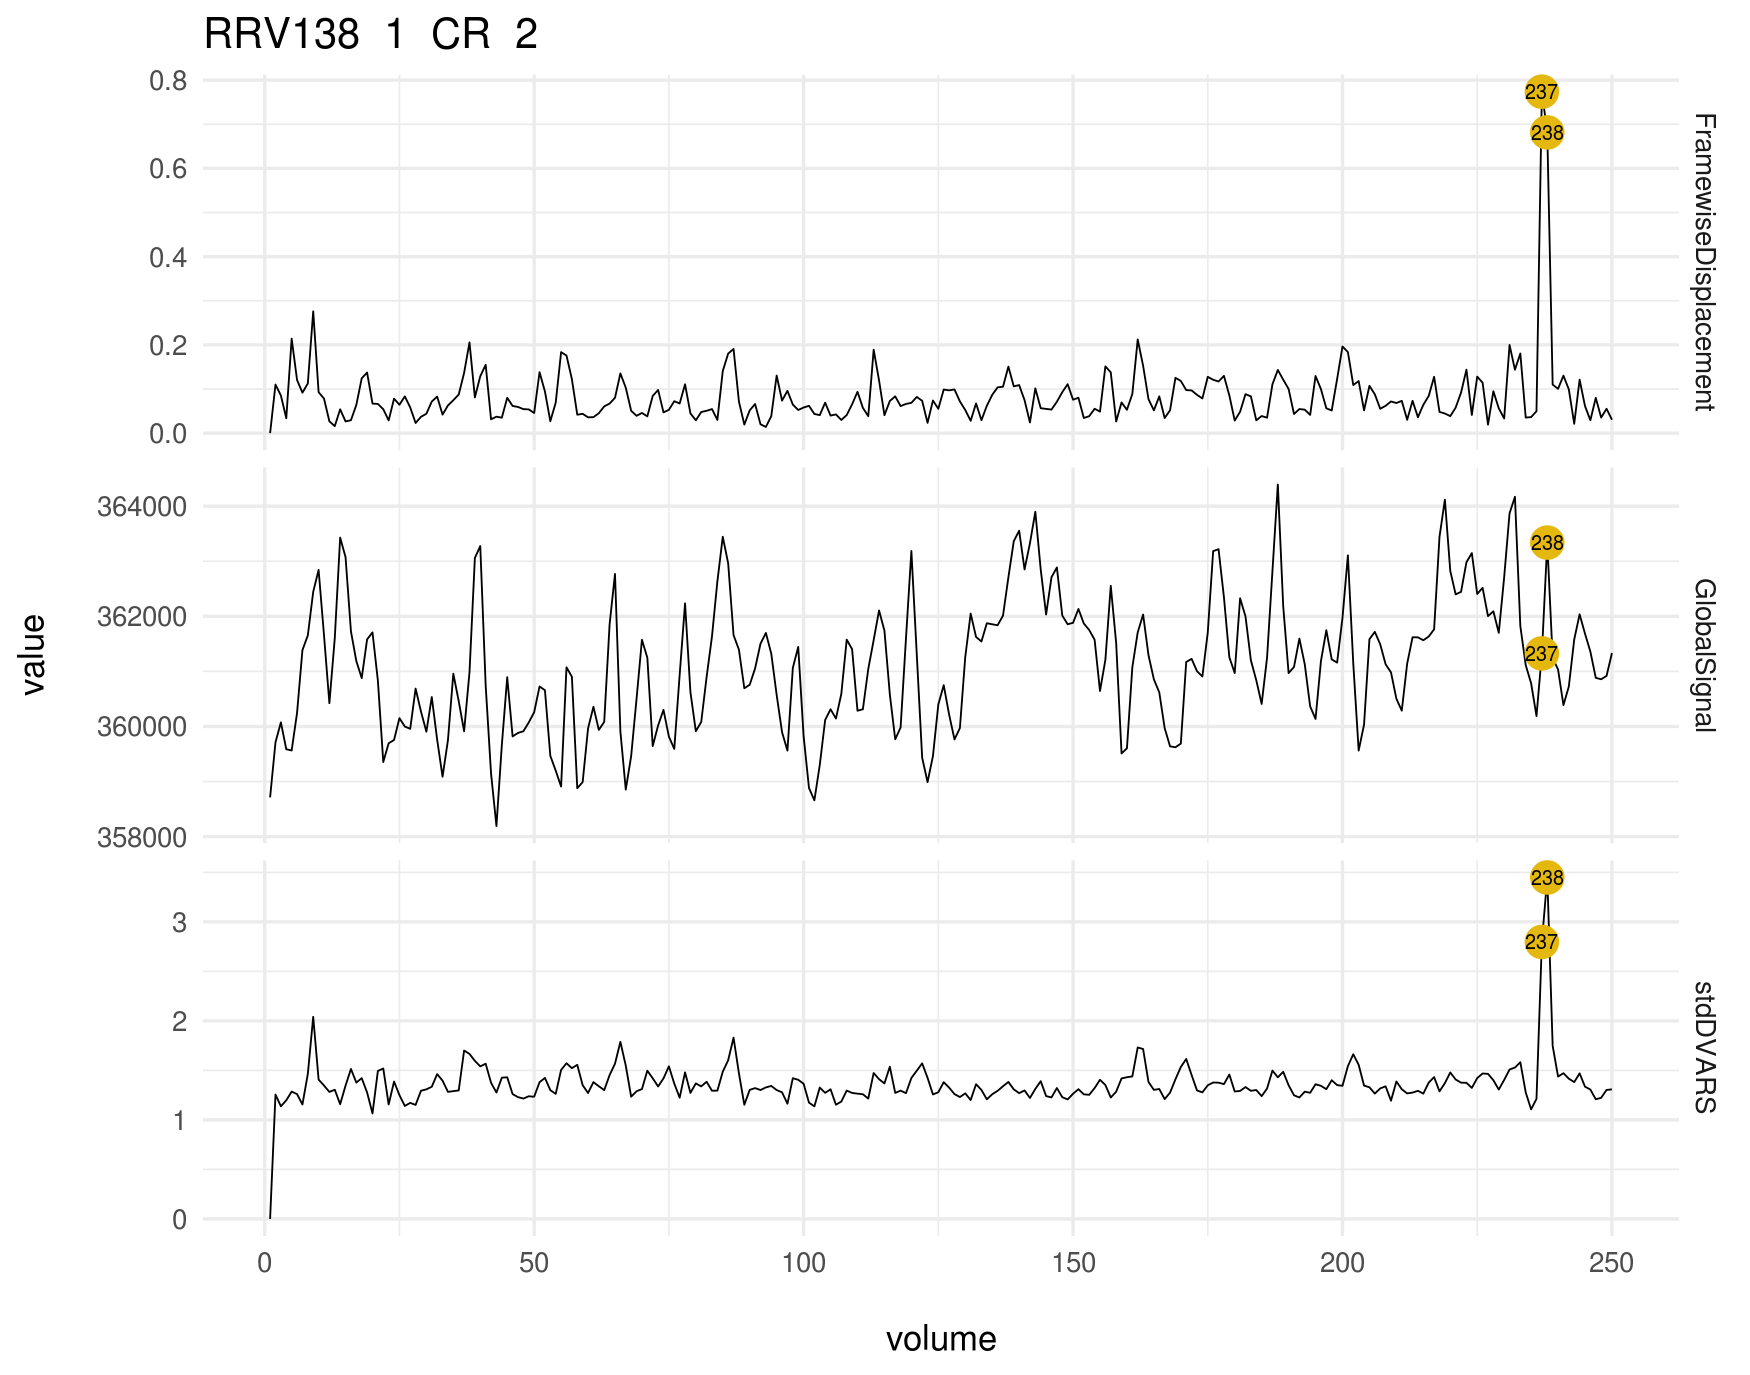 RRV138 1 CR 2
0.8
0.6
0.4
0.2
0.0
237
238
FramewiseDisplacement
364000
362000
360000
358000
238
237
GlobalSignal
value
3
2
1
0
238
237
stdDVARS
0 50 100 150 200 250
volume